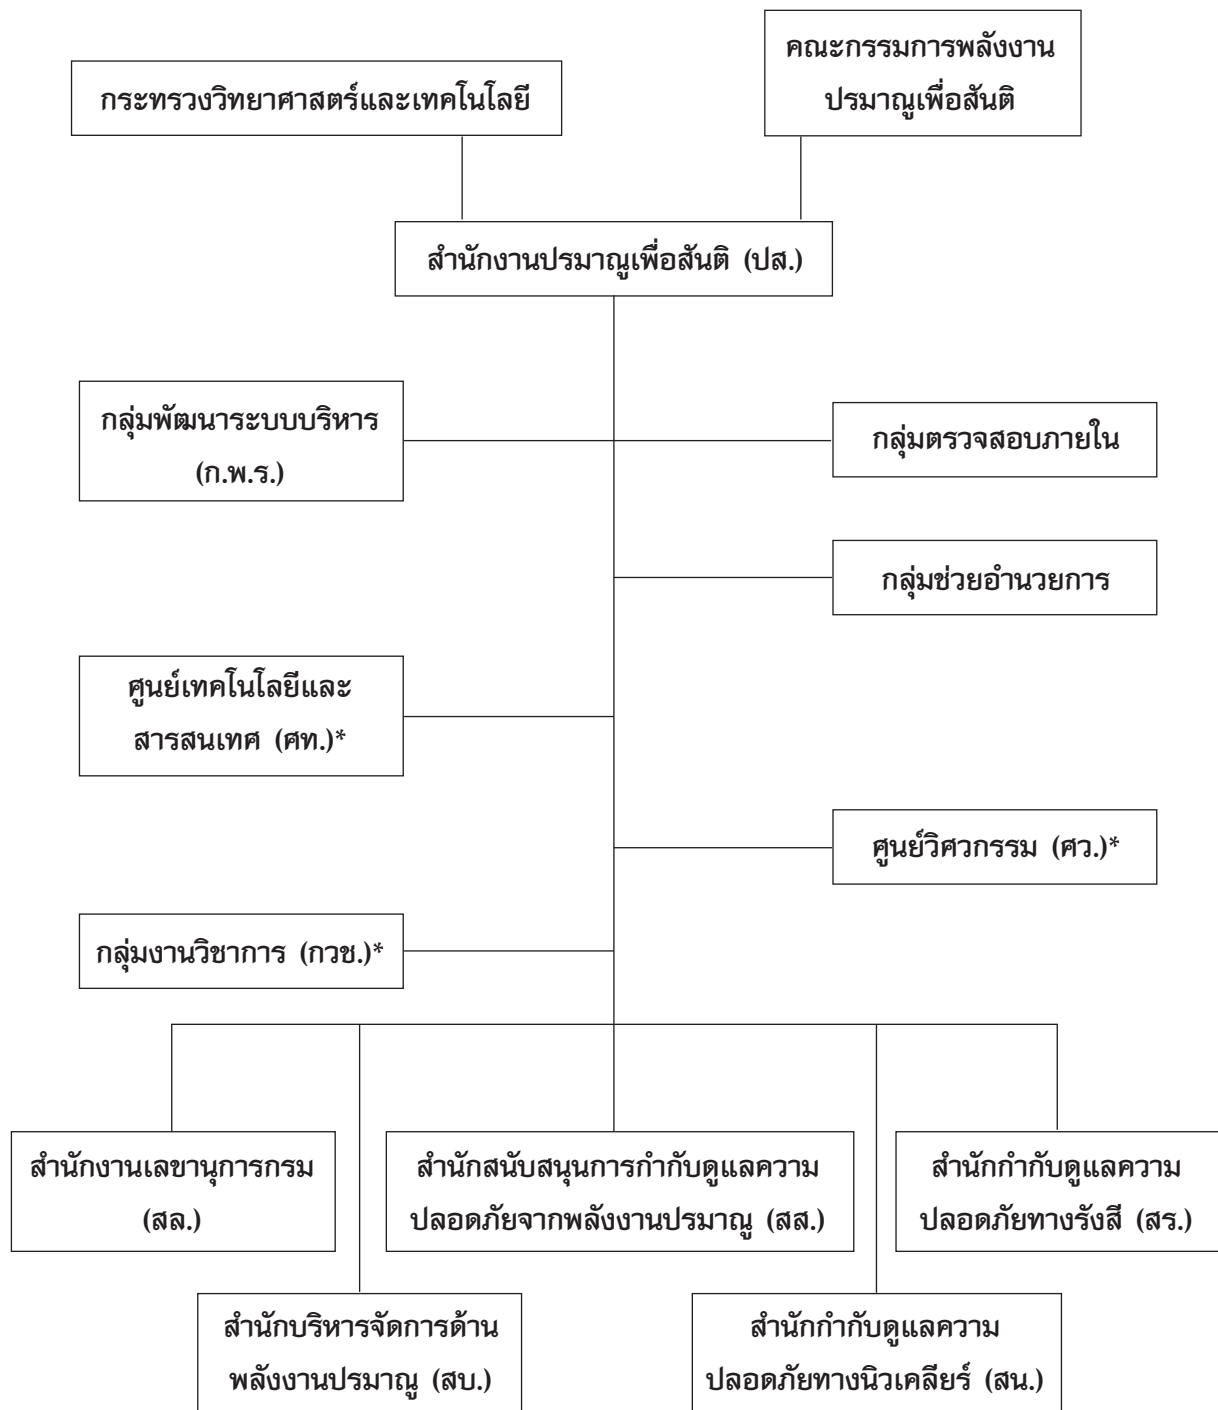 กระทรวงวิทยาศาสตร์และเทคโนโลยี
คณะกรรมการพลังงาน
ปรมาณูเพื่อสันติ
สำนักงานปรมาณูเพื่อสันติ (ปส.)
กลุ่มพัฒนาระบบบริหาร
(ก.พ.ร.)
กลุ่มตรวจสอบภายใน
กลุ่มช่วยอำนวยการ
ศูนย์เทคโนโลยีและ
สารสนเทศ (ศท.)*
ศูนย์วิศวกรรม (ศว.)*
กลุ่มงานวิชาการ (กวช.)*
สำนักงานเลขานุการกรม
(สล.)
สำนักสนับสนุนการกำกับดูแลความ
ปลอดภัยจากพลังงานปรมาณู (สส.)
สำนักกำกับดูแลความ
ปลอดภัยทางรังสี (สร.)
สำนักบริหารจัดการด้าน
พลังงานปรมาณู (สบ.)
สำนักกำกับดูแลความ
ปลอดภัยทางนิวเคลียร์ (สน.)